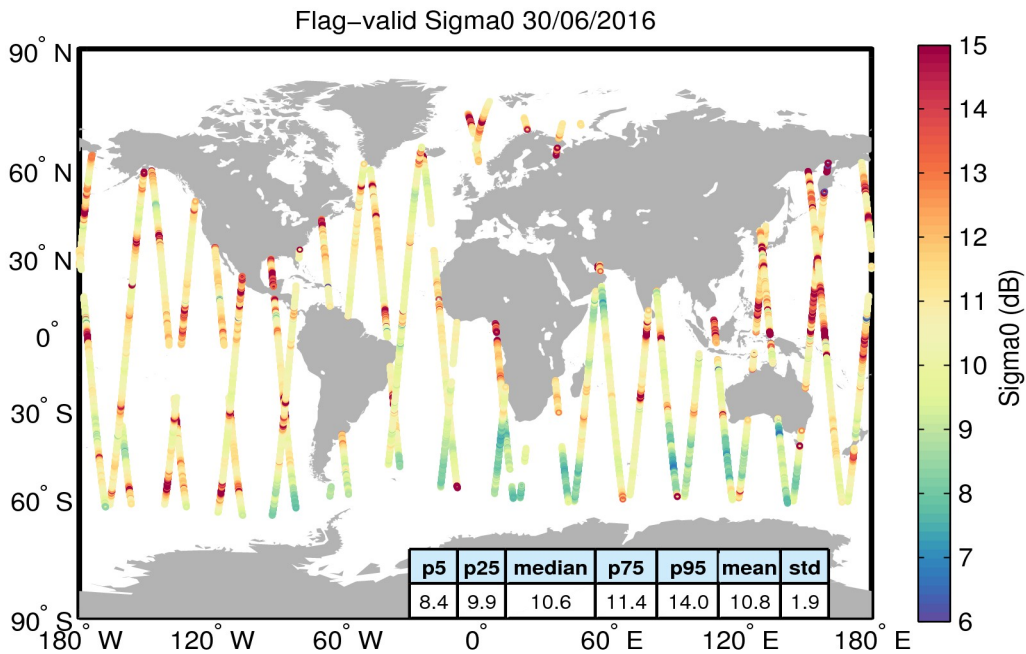 Flag−valid Sigma0 30/06/2016
90° N
60° N
30° N
0°
30° S
60° S
90° S
180° W
120° W
60° W
0°
60° E
120° E
180° E
p5 p25 median p75 p95 mean std
8.4 9.9 10.6 11.4 14.0 10.8 1.9
15
14
13
12
11
10
9
8
7
6
Sigma0 (dB)